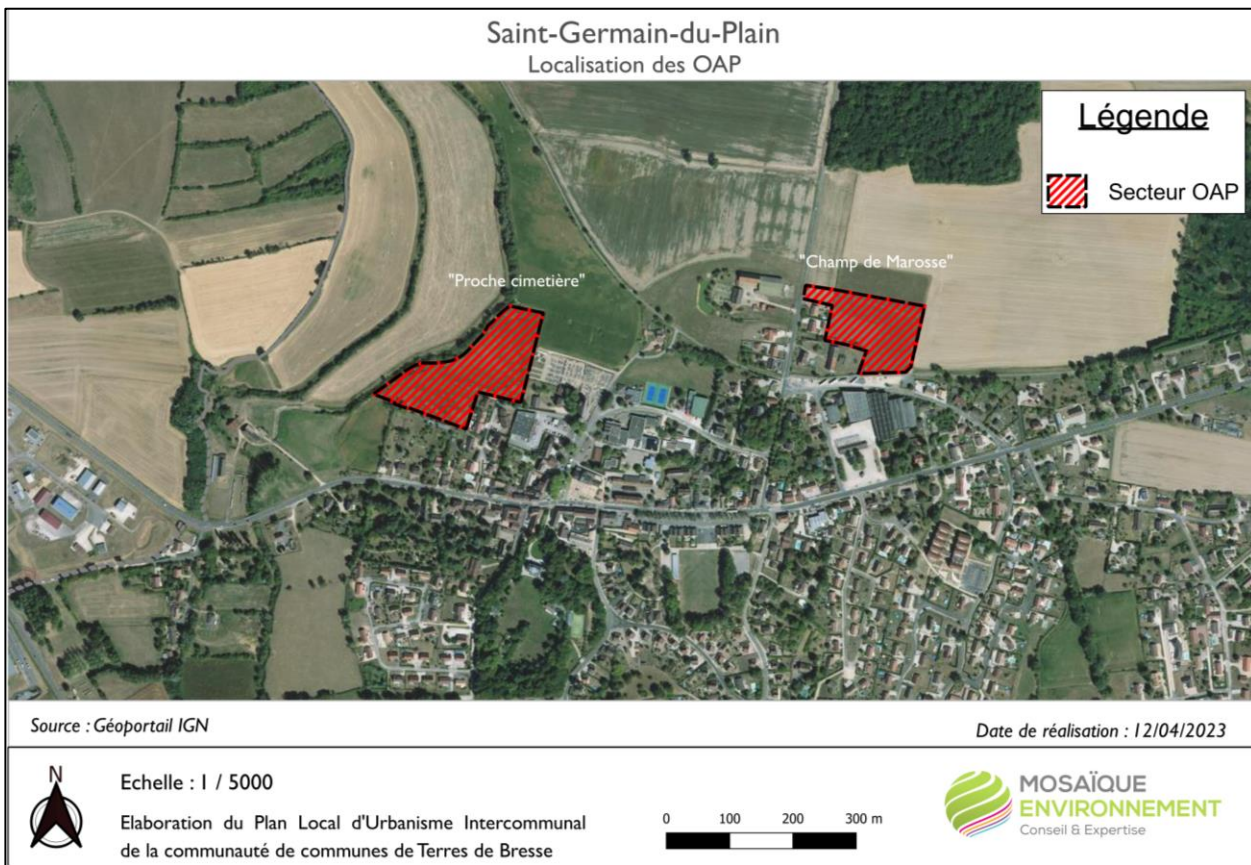 Saint-Germain-du-Plain
Localisation des OAP
Légende
Secteur OAP
"Champ de Marosse"
"Proche cimetière"
Source : Géoportail IGN
Date de réalisation : 12/04/2023
N
Echelle : 1 / 5000
Elaboration du Plan Local d'Urbanisme Intercommunal
de la communauté de communes de Terres de Bresse
0 100 200 300 m
MOSAÏQUE
ENVIRONNEMENT
Conseil & Expertise